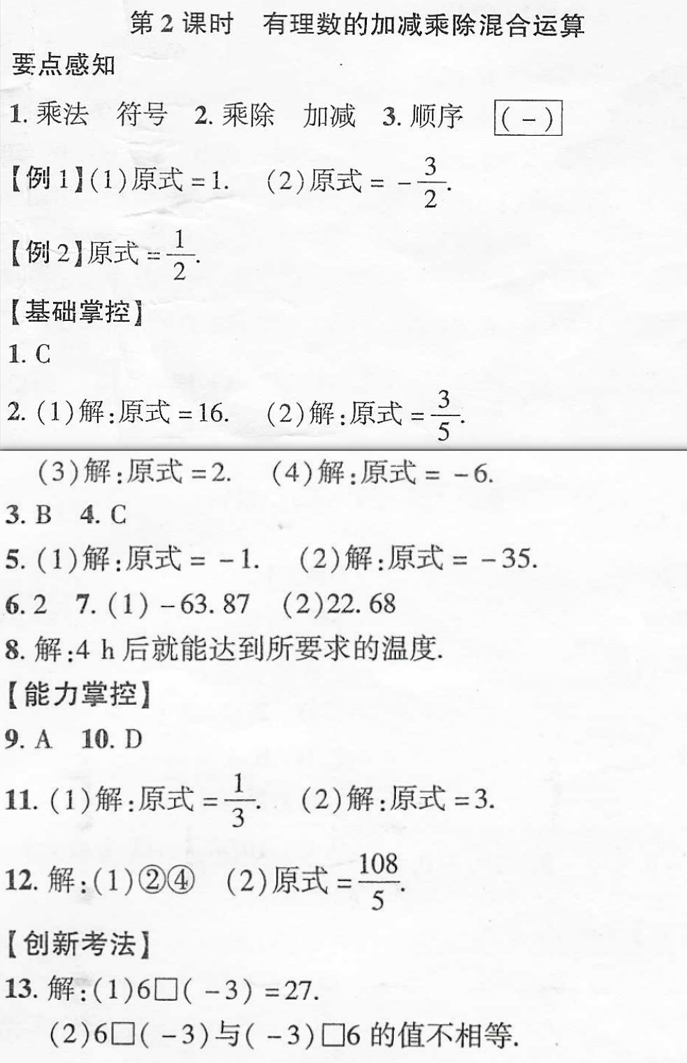 第2课时 有理数的加减乘除混合运算
要点感知
1. 乘法 符号 2. 乘除 加减 3. 顺序 (-)
【例1】(1)原式=1. (2)原式=-3/2.
【例2】原式=1/2.
【基础掌控】
1. C
2. (1)解:原式=16. (2)解:原式=3/5.
(3)解:原式=2. (4)解:原式=-6.
3. B 4. C
5. (1)解:原式=-1. (2)解:原式=-35.
6. 2 7. (1)-63.87 (2)22.68
8. 解:4 h后就能达到所要求的温度.
【能力掌控】
9. A 10. D
11. (1)解:原式=1/3. (2)解:原式=3.
12. 解:(1)②④ (2)原式=108/5.
【创新考法】
13. 解:(1)6□(-3)=27.
(2)6□(-3)与(-3)□6的值不相等.